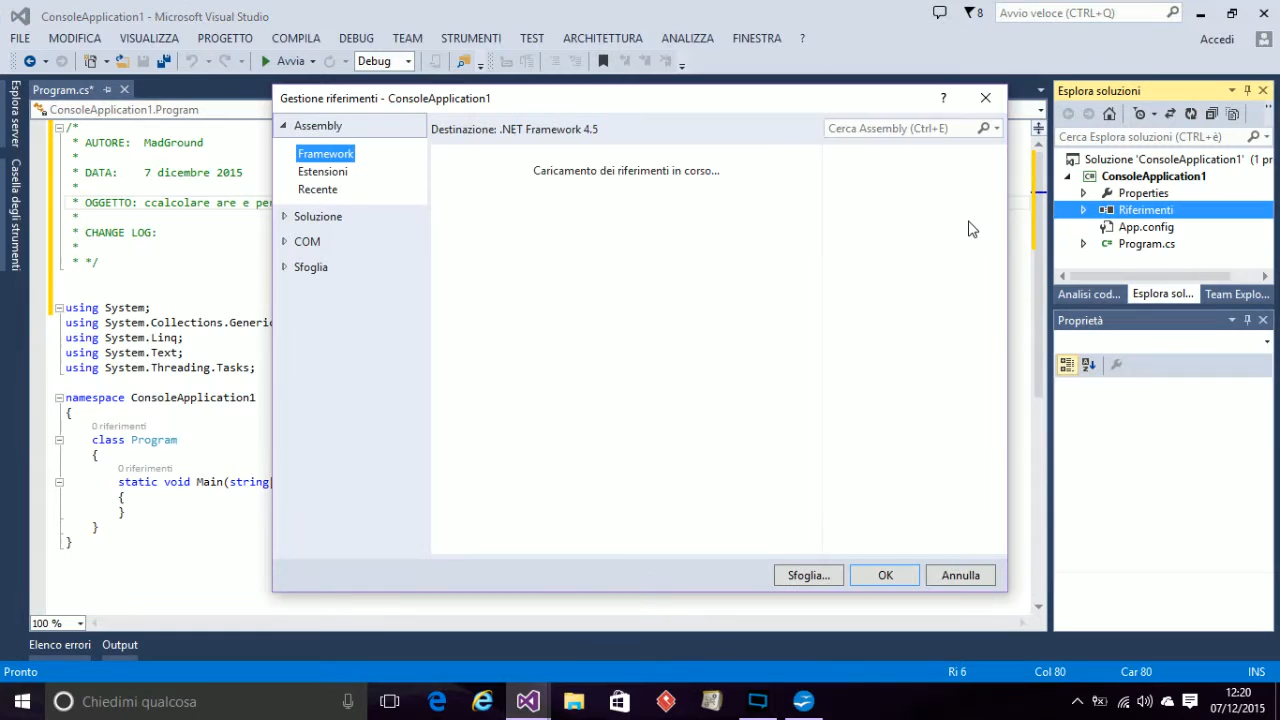 ConsoleApplication1 - Microsoft Visual Studio
8
Avvio veloce (CTRL+Q)
FILE MODIFICA VISUALIZZA PROGETTO COMPILA DEBUG TEAM STRUMENTI TEST ARCHITETTURA ANALIZZA FINESTRA ?
Accedi
Avvia
Debug
Esplora server
Casella degli strumenti
Program.cs*
ConsoleApplication1.Program
/*
* AUTORE: MadGround
*
* DATA: 7 dicembre 2015
*
* OGGETTO: ccalcolare are e per
*
* CHANGE LOG:
*
* */
using System;
using System.Collections.Generic
using System.Linq;
using System.Text;
using System.Threading.Tasks;
namespace ConsoleApplication1
{
0 riferimenti
class Program
{
0 riferimenti
static void Main(string[
{
}
}
}
100 %
Gestione riferimenti - ConsoleApplication1
?
Assembly
Framework
Estensioni
Recente
Soluzione
COM
Sfoglia
Destinazione: .NET Framework 4.5
Cerca Assembly (Ctrl+E)
Caricamento dei riferimenti in corso...
Sfoglia...
OK
Annulla
Esplora soluzioni
Cerca Esplora soluzioni (CTRL+è)
Soluzione 'ConsoleApplication1' (1 pr
C# ConsoleApplication1
Properties
Riferimenti
App.config
C# Program.cs
Analisi cod...
Esplora sol...
Team Explo...
Proprietà
Elenco errori
Output
Pronto
Ri 6
Col 80
Car 80
INS
Chiedimi qualcosa
12:20
07/12/2015